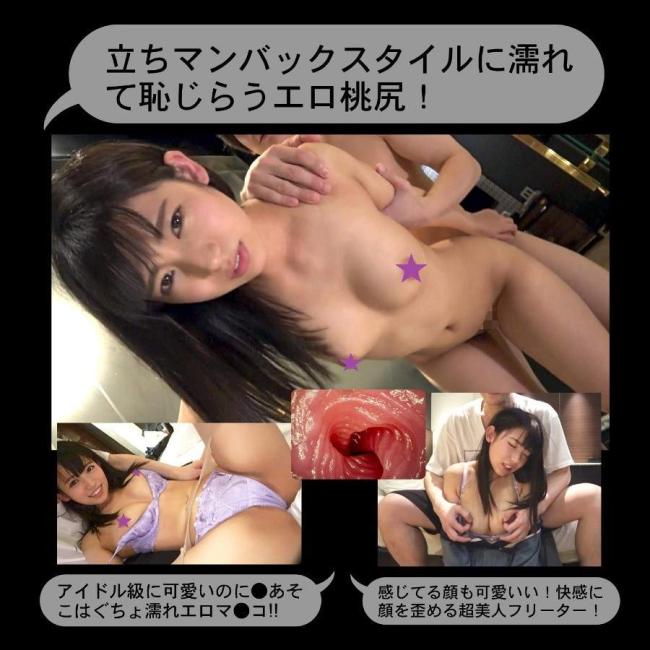 立ちマンバックスタイルに濡れ
て恥じらうエロ桃尻！
アイドル級に可愛いのに●あそ
こはぐちょ濡れエロマ●コ!!
感じてる顔も可愛いい！快感に
顔を歪める超美人フリーター！